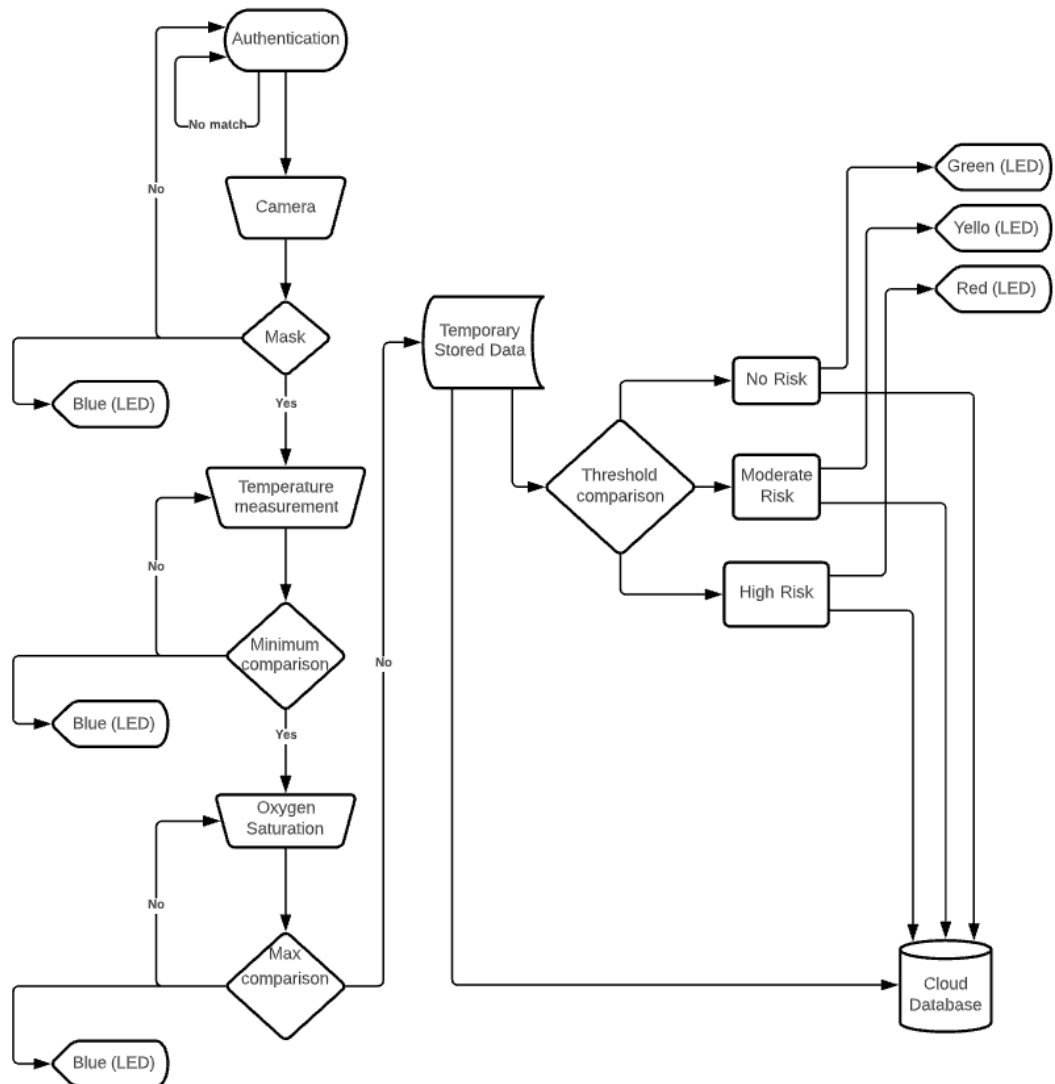 Authentication
No match
No
Camera
Mask
Blue (LED)
Yes
Temperature
measurement
No
Minimum
comparison
Blue (LED)
Yes
Oxygen
Saturation
No
Max
comparison
Blue (LED)
No
Temporary
Stored Data
Threshold
comparison
No Risk
Moderate
Risk
High Risk
Green (LED)
Yello (LED)
Red (LED)
Cloud
Database